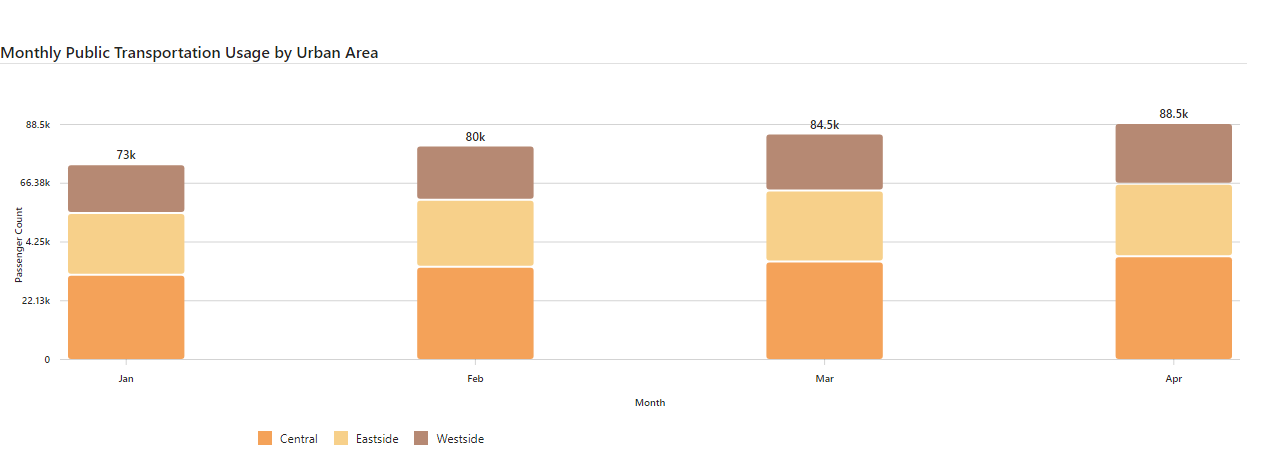 Monthly Public Transportation Usage by Urban Area
88.5k
66.38k
4.25k
22.13k
0
Passenger Count
73k
80k
84.5k
88.5k
Jan
Feb
Mar
Apr
Month
Central
Eastside
Westside